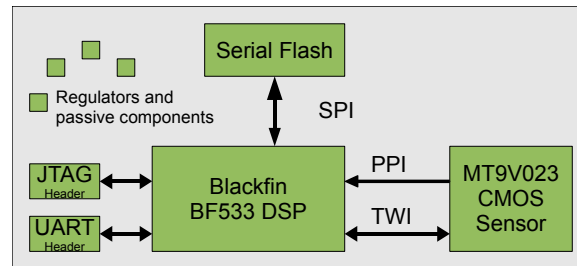 Serial Flash
Regulators and
passive components
SPI
JTAG
Header
UART
Header
Blackfin
BF533 DSP
PPI
TWI
MT9V023
CMOS
Sensor